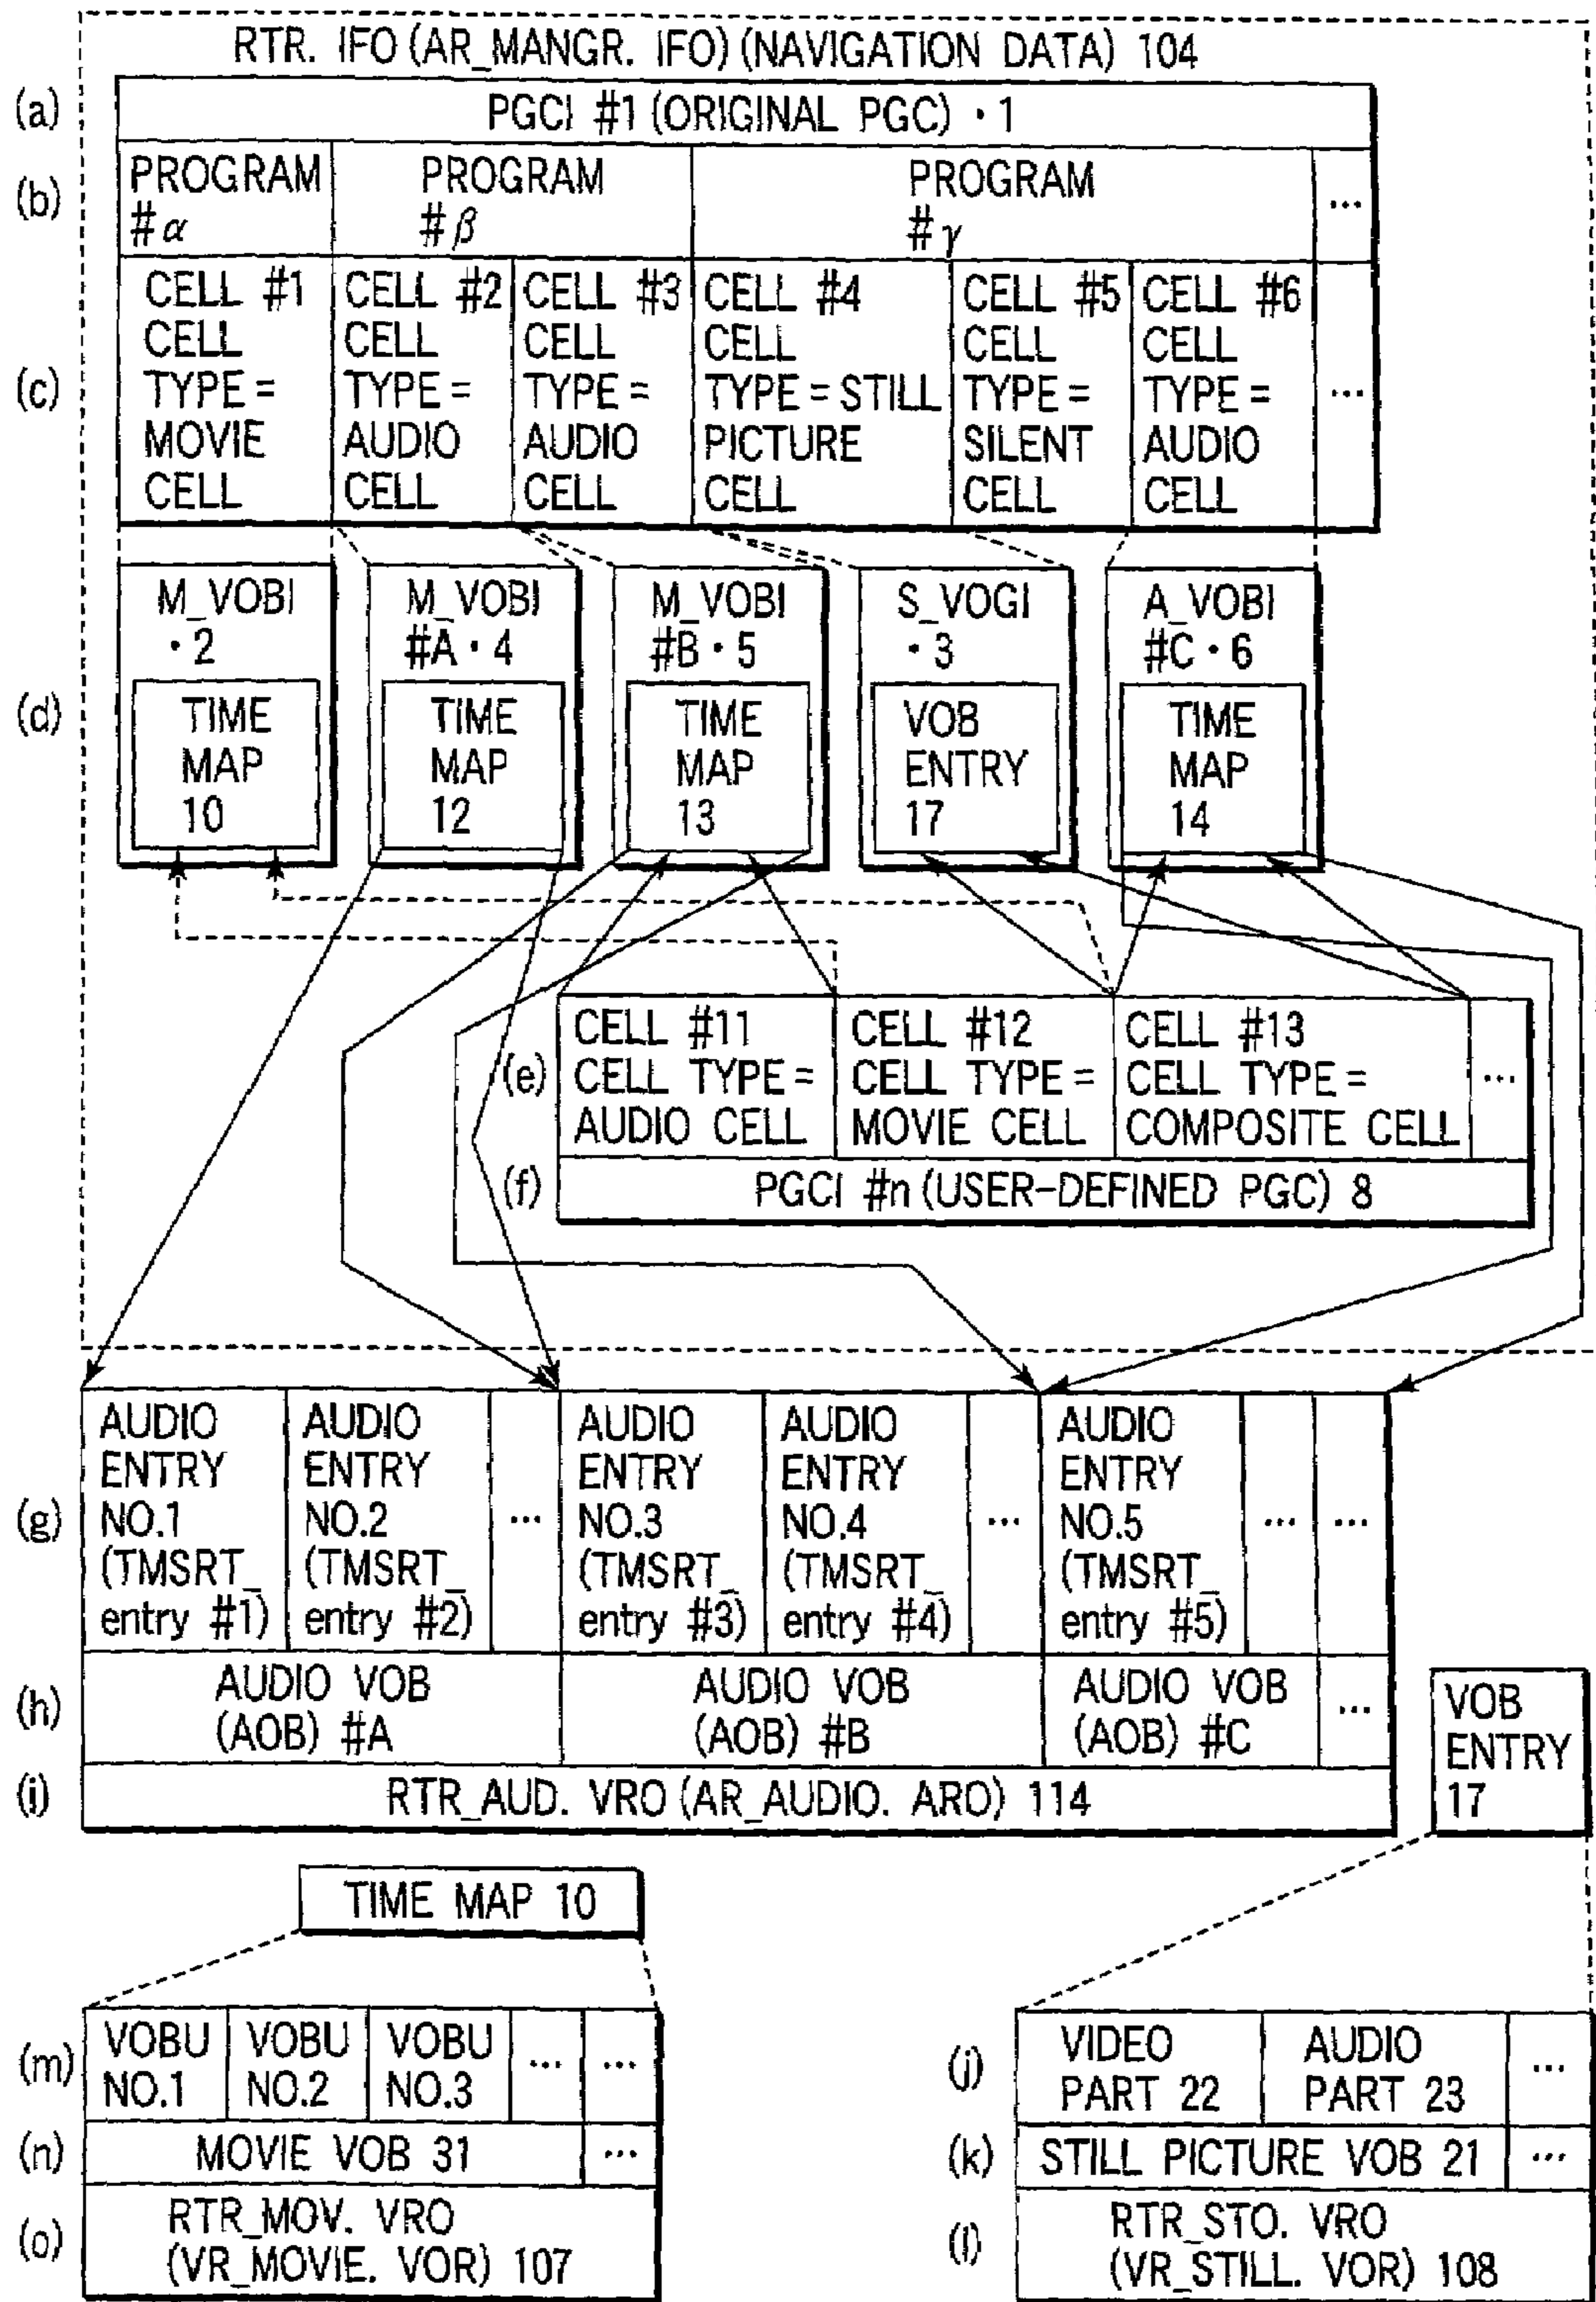 RTR. IFO (AR_MANGR. IFO) (NAVIGATION DATA) 104
(a)
PGCI #1 (ORIGINAL PGC) · 1
(b)
PROGRAM
#α
PROGRAM
#β
PROGRAM
#γ
...
(c)
CELL #1
CELL
TYPE =
MOVIE
CELL
CELL #2
CELL
TYPE =
AUDIO
CELL
CELL #3
CELL
TYPE =
AUDIO
CELL
CELL #4
CELL
TYPE = STILL
PICTURE
CELL
CELL #5
CELL
TYPE =
SILENT
CELL
CELL #6
CELL
TYPE =
AUDIO
CELL
...
(d)
M_VOBI
· 2
TIME
MAP
10
M_VOBI
#A · 4
TIME
MAP
12
M_VOBI
#B · 5
TIME
MAP
13
S_VOGI
· 3
VOB
ENTRY
17
A_VOBI
#C · 6
TIME
MAP
14
(e)
CELL #11
CELL TYPE =
AUDIO CELL
CELL #12
CELL TYPE =
MOVIE CELL
CELL #13
CELL TYPE =
COMPOSITE CELL
...
(f)
PGCI #n (USER-DEFINED PGC) 8
(g)
AUDIO
ENTRY
NO.1
(TMSRT_
entry #1)
AUDIO
ENTRY
NO.2
(TMSRT_
entry #2)
...
AUDIO
ENTRY
NO.3
(TMSRT_
entry #3)
AUDIO
ENTRY
NO.4
(TMSRT_
entry #4)
...
AUDIO
ENTRY
NO.5
(TMSRT_
entry #5)
...
...
(h)
AUDIO VOB
(AOB) #A
AUDIO VOB
(AOB) #B
AUDIO VOB
(AOB) #C
...
(i)
RTR_AUD. VRO (AR_AUDIO. ARO) 114
VOB
ENTRY
17
TIME MAP 10
(m)
VOBU
NO.1
VOBU
NO.2
VOBU
NO.3
...
...
(n)
MOVIE VOB 31
...
(o)
RTR_MOV. VRO
(VR_MOVIE. VOR) 107
(j)
VIDEO
PART 22
AUDIO
PART 23
...
(k)
STILL PICTURE VOB 21
...
(l)
RTR_STO. VRO
(VR_STILL. VOR) 108